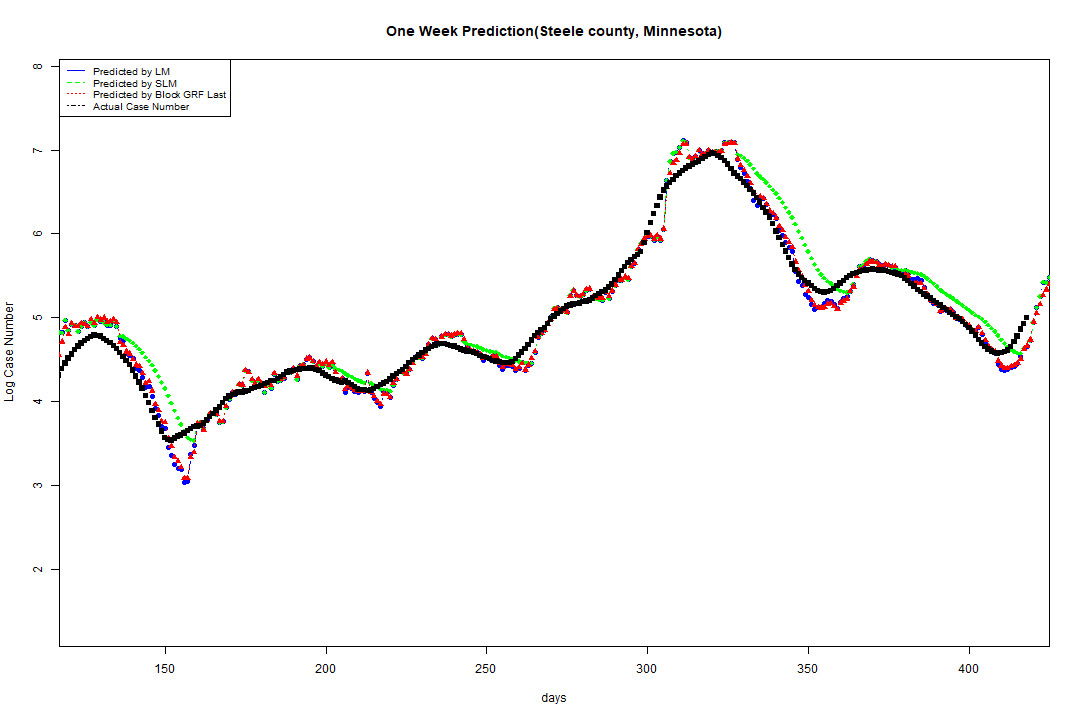 One Week Prediction(Steele county, Minnesota)
Predicted by LM
Predicted by SLM
Predicted by Block GRF Last
Actual Case Number
8
7
6
5
4
3
2
Log Case Number
150 200 250 300 350 400
days